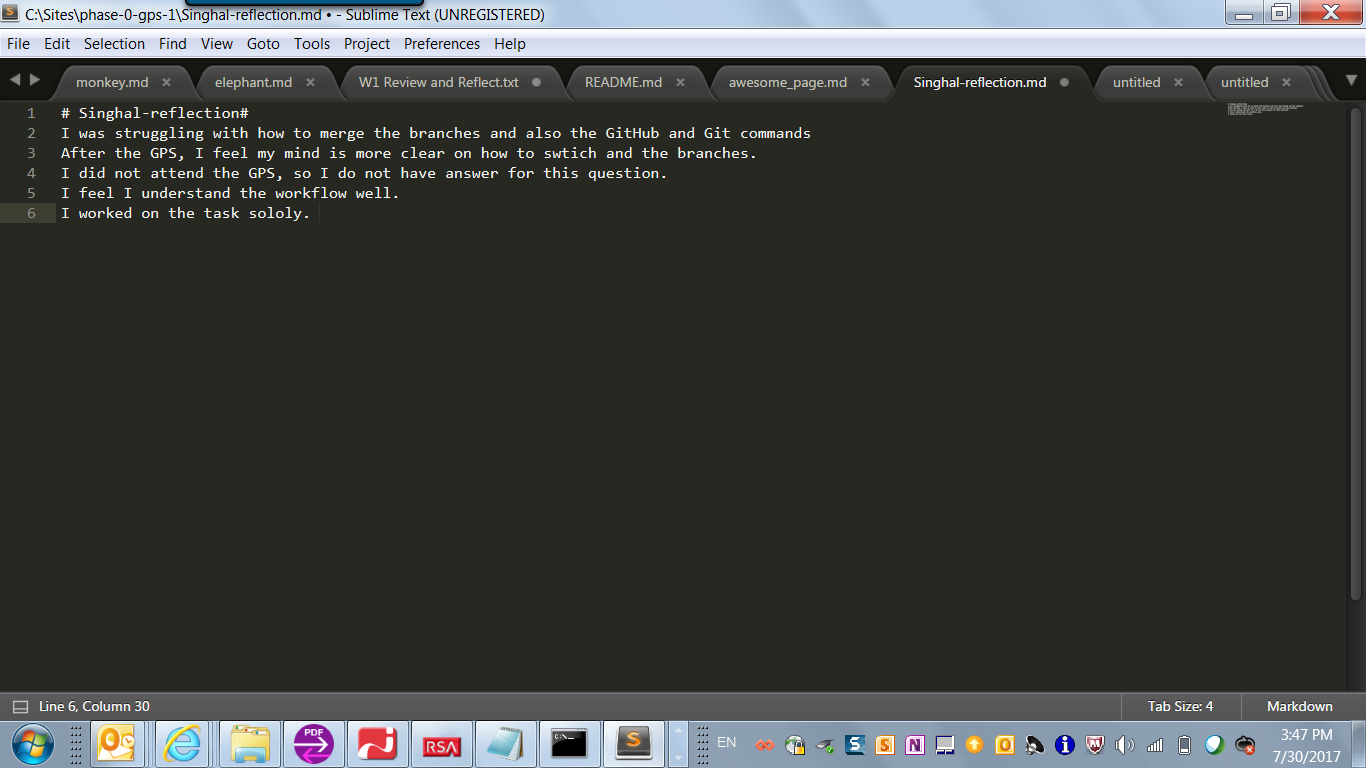 C:\Sites\phase-0-gps-1\Singhal-reflection.md • - Sublime Text (UNREGISTERED)
File Edit Selection Find View Goto Tools Project Preferences Help
monkey.md elephant.md W1 Review and Reflect.txt README.md awesome_page.md Singhal-reflection.md untitled untitled
1 # Singhal-reflection#
2 I was struggling with how to merge the branches and also the GitHub and Git commands
3 After the GPS, I feel my mind is more clear on how to swtich and the branches.
4 I did not attend the GPS, so I do not have answer for this question.
5 I feel I understand the workflow well.
6 I worked on the task sololy.
Line 6, Column 30 Tab Size: 4 Markdown
PDF RSA EN 3:47 PM
7/30/2017